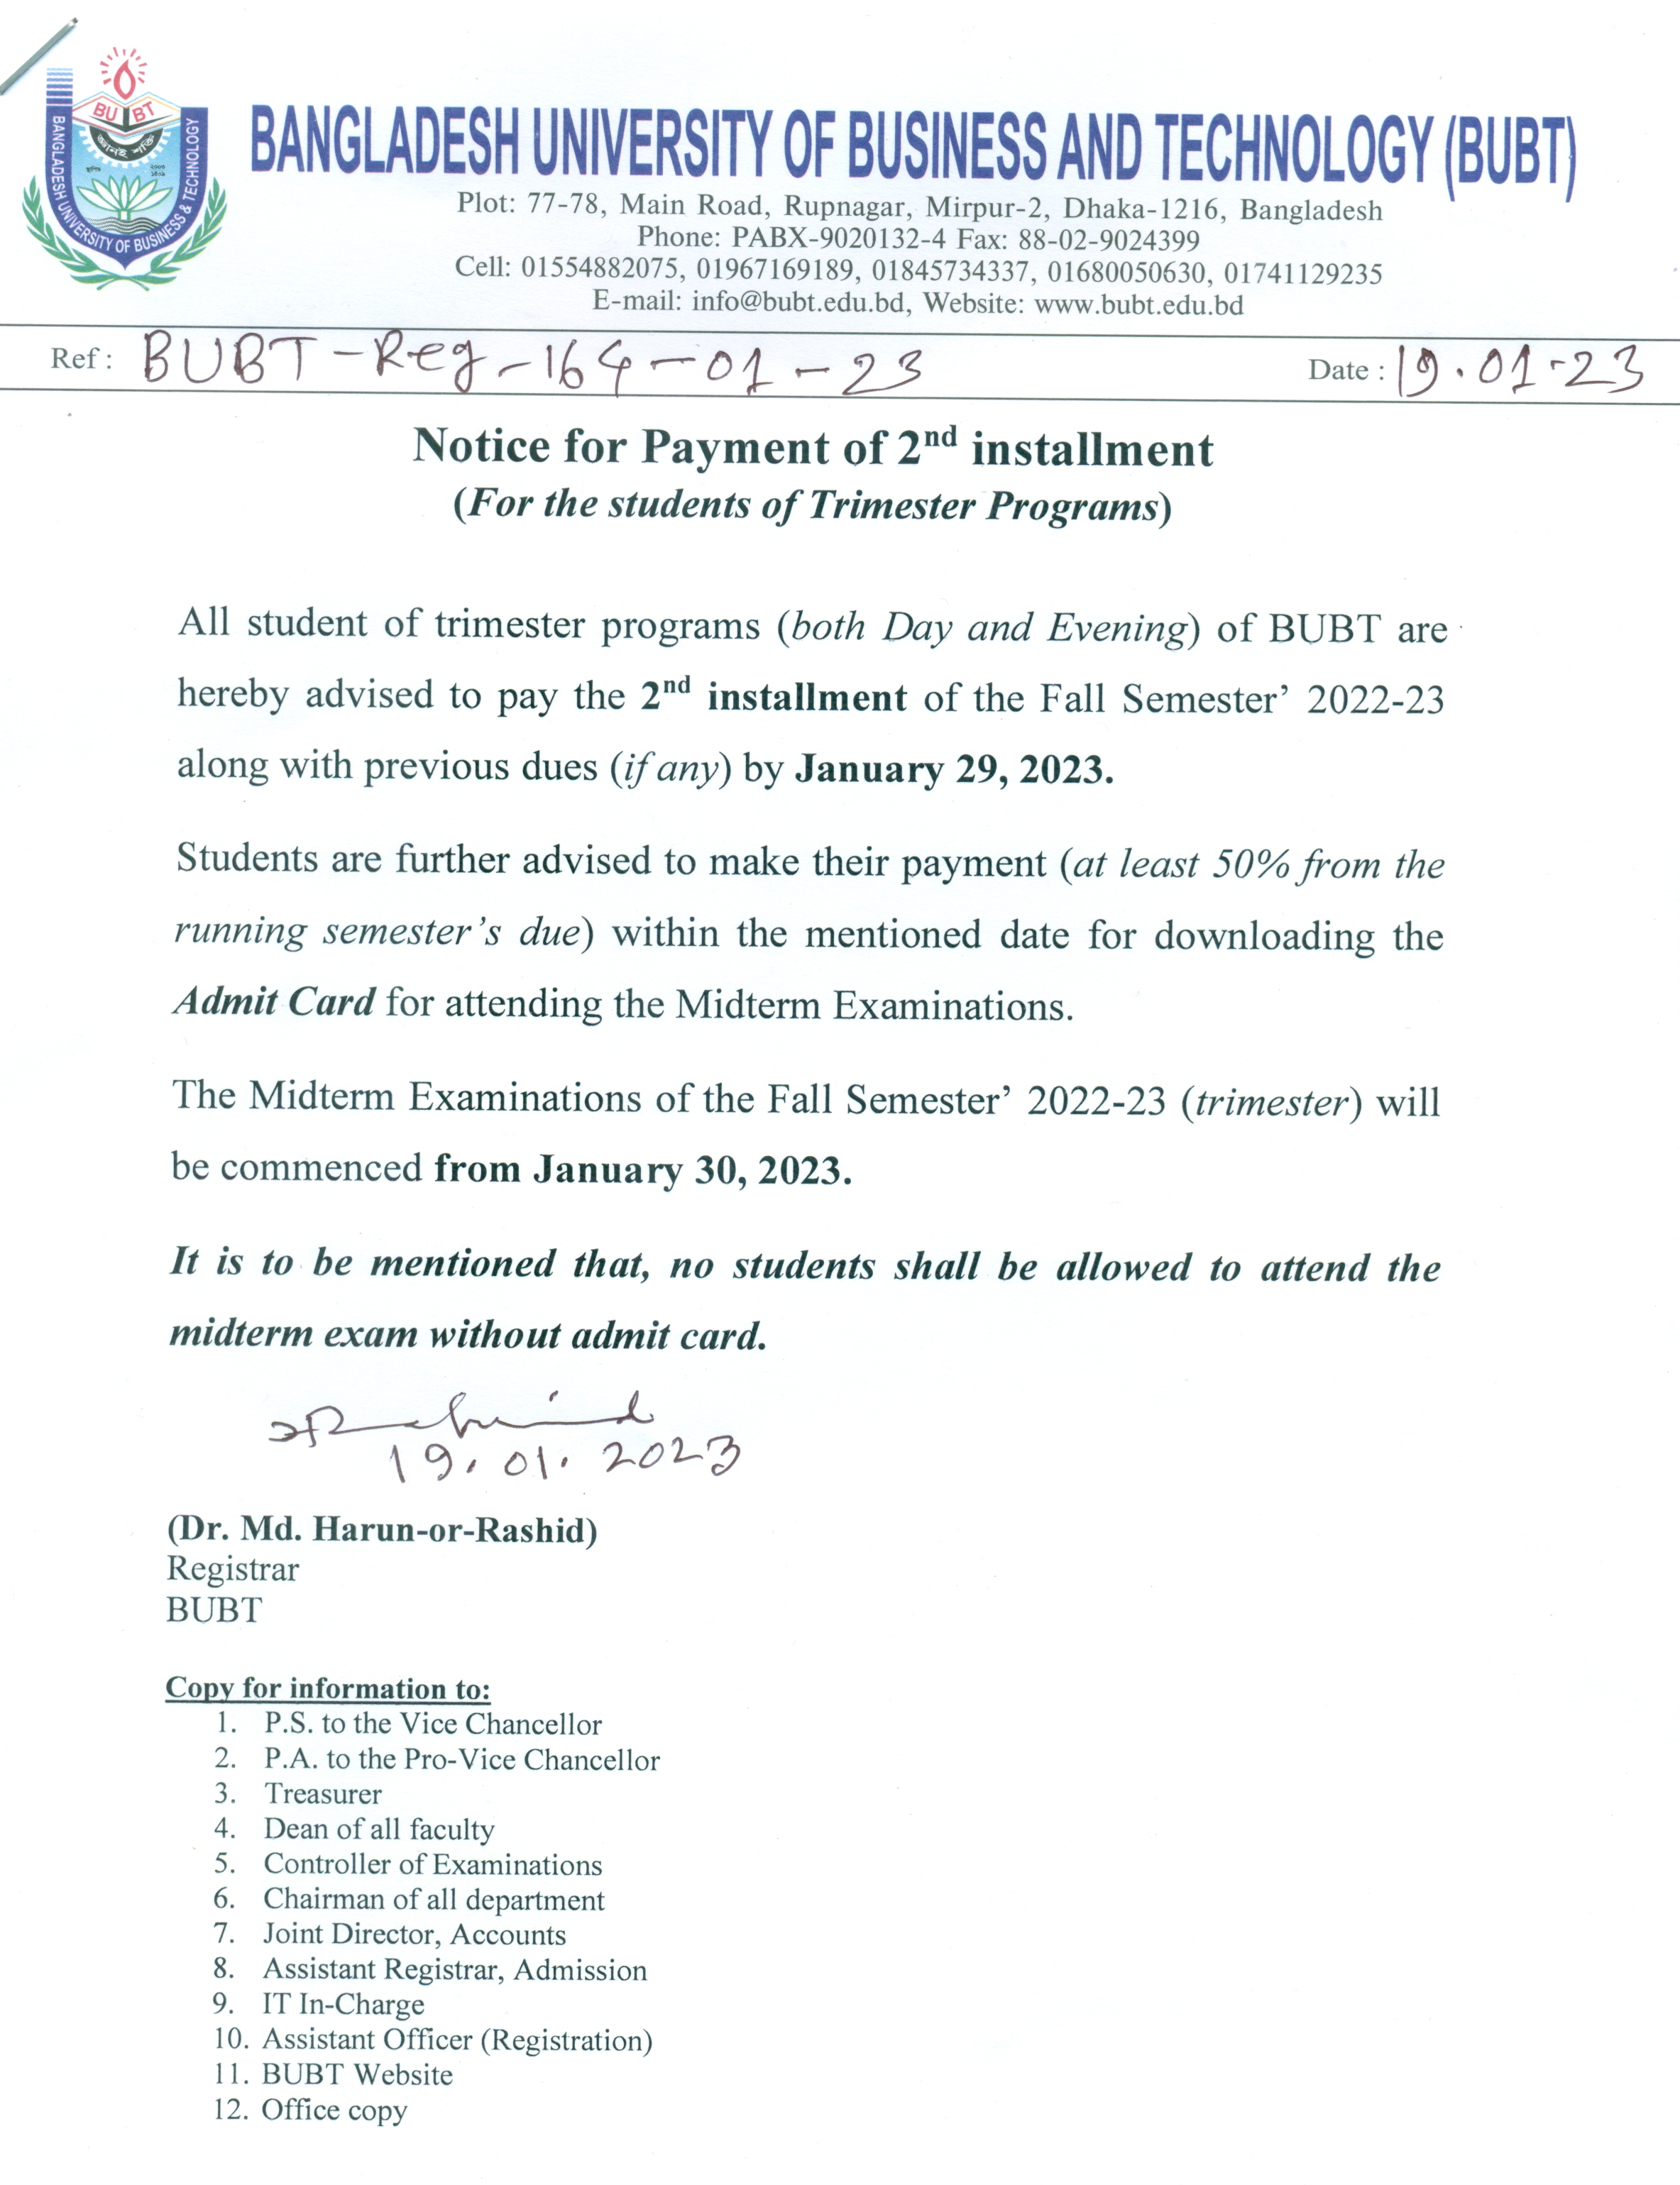 BU BT
জ্ঞানই শক্তি
স্থাপিত ২০০৩
BANGLADESH UNIVERSITY OF BUSINESS & TECHNOLOGY
BANGLADESH UNIVERSITY OF BUSINESS AND TECHNOLOGY (BUBT)
Plot: 77-78, Main Road, Rupnagar, Mirpur-2, Dhaka-1216, Bangladesh
Phone: PABX-9020132-4 Fax: 88-02-9024399
Cell: 01554882075, 01967169189, 01845734337, 01680050630, 01741129235
E-mail: info@bubt.edu.bd, Website: www.bubt.edu.bd
Ref : BUBT-Reg-164-01-23 Date : 19.01-23
Notice for Payment of 2nd installment
(For the students of Trimester Programs)
All student of trimester programs (both Day and Evening) of BUBT are
hereby advised to pay the 2nd installment of the Fall Semester’ 2022-23
along with previous dues (if any) by January 29, 2023.
Students are further advised to make their payment (at least 50% from the
running semester’s due) within the mentioned date for downloading the
Admit Card for attending the Midterm Examinations.
The Midterm Examinations of the Fall Semester’ 2022-23 (trimester) will
be commenced from January 30, 2023.
It is to be mentioned that, no students shall be allowed to attend the
midterm exam without admit card.
19.01.2023
(Dr. Md. Harun-or-Rashid)
Registrar
BUBT
Copy for information to:
1. P.S. to the Vice Chancellor
2. P.A. to the Pro-Vice Chancellor
3. Treasurer
4. Dean of all faculty
5. Controller of Examinations
6. Chairman of all department
7. Joint Director, Accounts
8. Assistant Registrar, Admission
9. IT In-Charge
10. Assistant Officer (Registration)
11. BUBT Website
12. Office copy